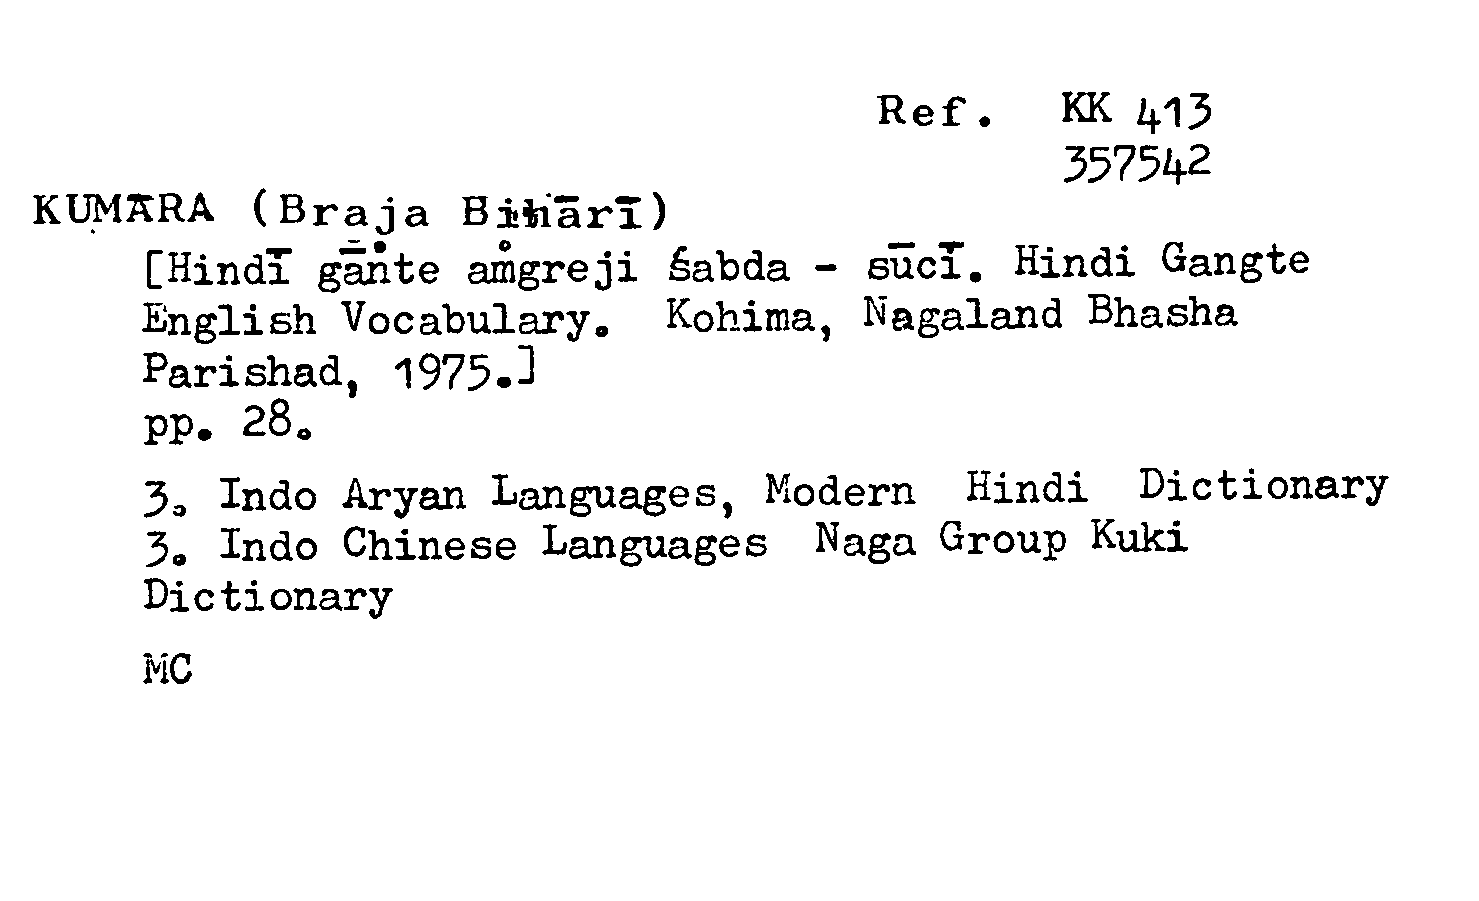 Ref. KK 413
357542
KUMĀRA (Braja Bihārī)
[Hindī gāṅte aṁgreji śabda - sūcī. Hindi Gangte
English Vocabulary. Kohima, Nagaland Bhasha
Parishad, 1975.]
pp. 28.
3. Indo Aryan Languages, Modern Hindi Dictionary
3. Indo Chinese Languages Naga Group Kuki
Dictionary
MC